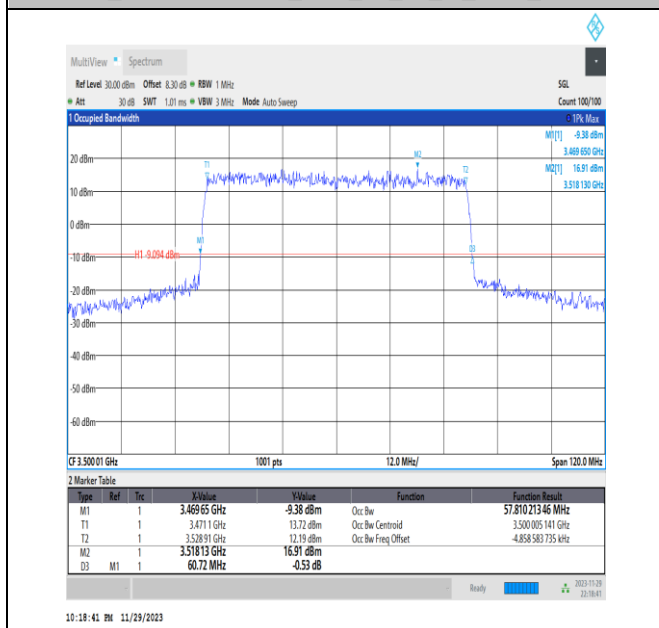 MultiView Spectrum
Ref Level 30.00 dBm Offset 8.30 dB RBW 1 MHz SGL
Att 30 dB SWT 1.01 ms VBW 3 MHz Mode Auto Sweep Count 100/100
1 Occupied Bandwidth 1Pk Max
M1[1] -9.38 dBm
3.469 650 GHz
M2[1] 16.91 dBm
3.518 130 GHz
20 dBm
T1
M2
T2
10 dBm
0 dBm
M1
D3
-10 dBm
H1 -9.094 dBm
-20 dBm
-30 dBm
-40 dBm
-50 dBm
-60 dBm
CF 3.500 01 GHz 1001 pts 12.0 MHz/ Span 120.0 MHz
2 Marker Table
Type Ref Trc X-Value Y-Value Function Function Result
M1 1 3.469 65 GHz -9.38 dBm Occ Bw 57.810 213 46 MHz
T1 1 3.471 1 GHz 13.72 dBm Occ Bw Centroid 3.500 005 141 GHz
T2 1 3.528 91 GHz 12.19 dBm Occ Bw Freq Offset -4.858 583 735 kHz
M2 1 3.518 13 GHz 16.91 dBm
D3 M1 1 60.72 MHz -0.53 dB
Ready 2023-11-29
22:18:41
10:18:41 PM 11/29/2023